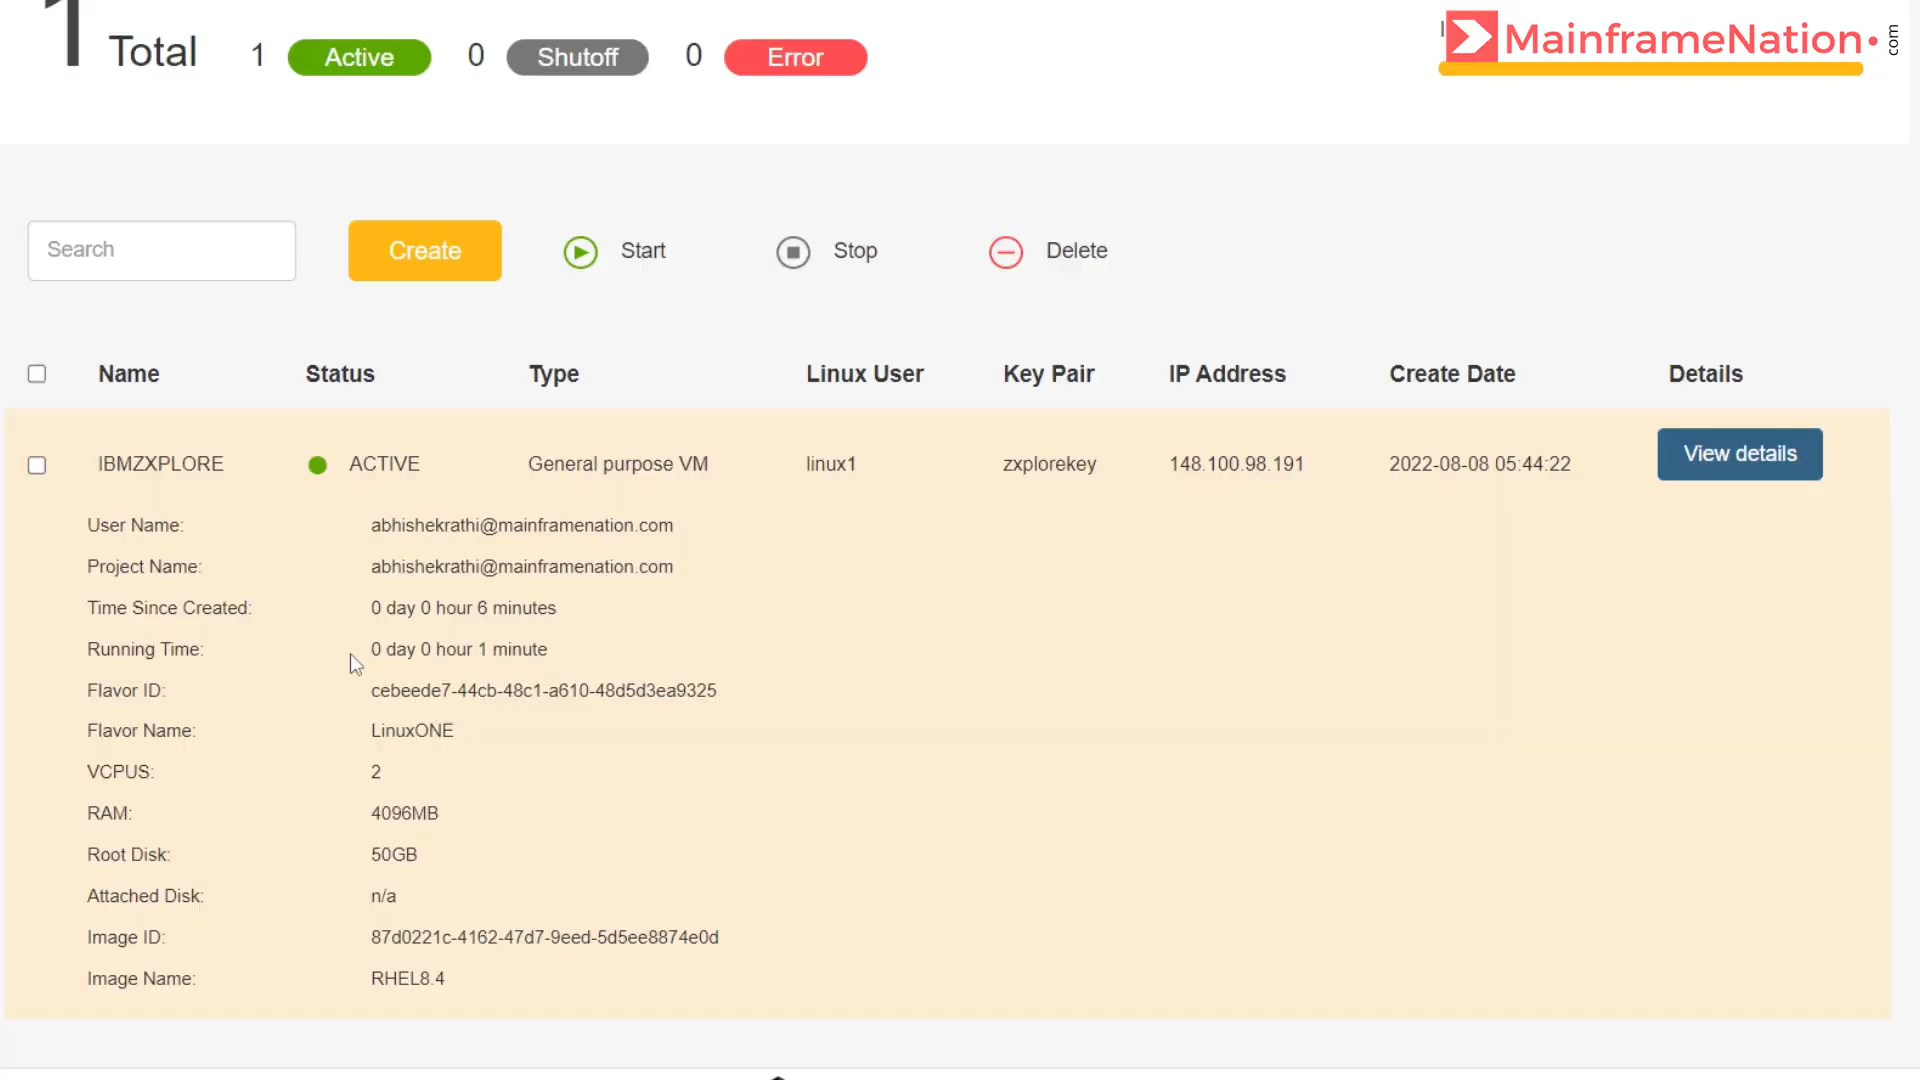 1 Total 1 Active 0 Shutoff 0 Error
MainframeNation.com
Search Create Start Stop Delete
Name Status Type Linux User Key Pair IP Address Create Date Details
IBMZXPLORE ACTIVE General purpose VM linux1 zxplorekey 148.100.98.191 2022-08-08 05:44:22 View details
User Name: abhishekrathi@mainframenation.com
Project Name: abhishekrathi@mainframenation.com
Time Since Created: 0 day 0 hour 6 minutes
Running Time: 0 day 0 hour 1 minute
Flavor ID: cebeede7-44cb-48c1-a610-48d5d3ea9325
Flavor Name: LinuxONE
VCPUS: 2
RAM: 4096MB
Root Disk: 50GB
Attached Disk: n/a
Image ID: 87d0221c-4162-47d7-9eed-5d5ee8874e0d
Image Name: RHEL8.4